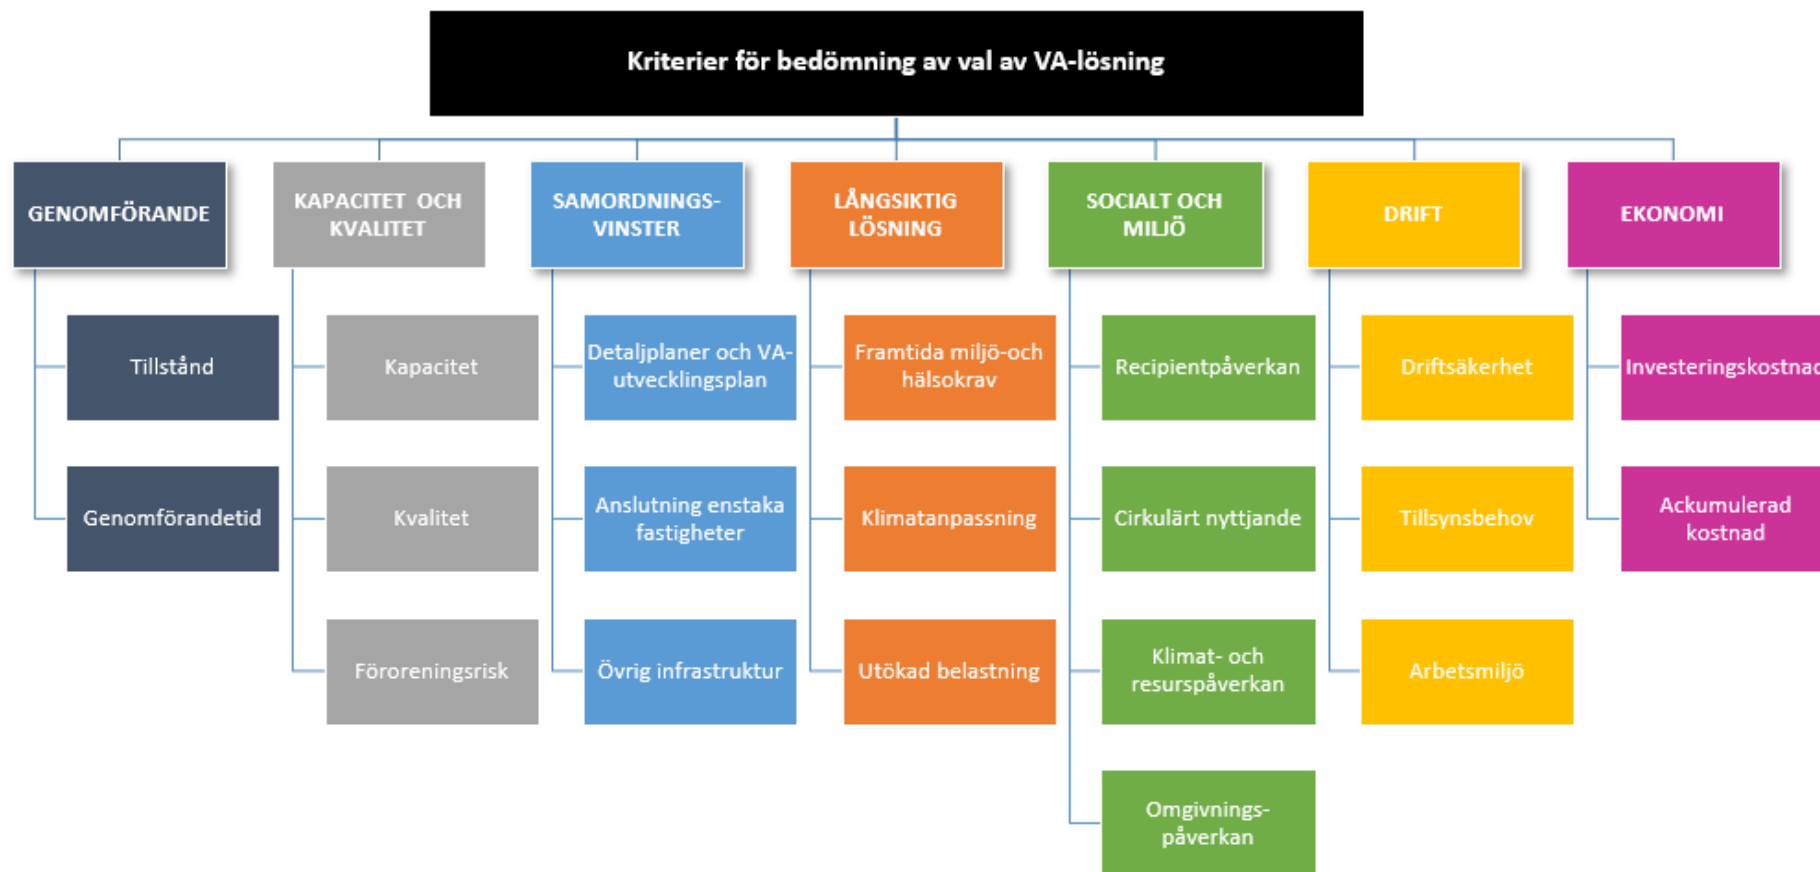 Kriterier för bedömning av val av VA-lösning
GENOMFÖRANDE
Tillstånd
Genomförandetid
KAPACITET OCH
KVALITET
Kapacitet
Kvalitet
Föroreningsrisk
SAMORDNINGS-
VINSTER
Detaljplaner och VA-
utvecklingsplan
Anslutning enstaka
fastigheter
Övrig infrastruktur
LÅNGSIKTIG
LÖSNING
Framtida miljö-och
hälsokrav
Klimatanpassning
Utökad belastning
SOCIALT OCH
MILJÖ
Recipientpåverkan
Cirkulärt nyttjande
Klimat- och
resurspåverkan
Omgivnings-
påverkan
DRIFT
Driftsäkerhet
Tillsynsbehov
Arbetsmiljö
EKONOMI
Investeringskostnad
Ackumulerad
kostnad